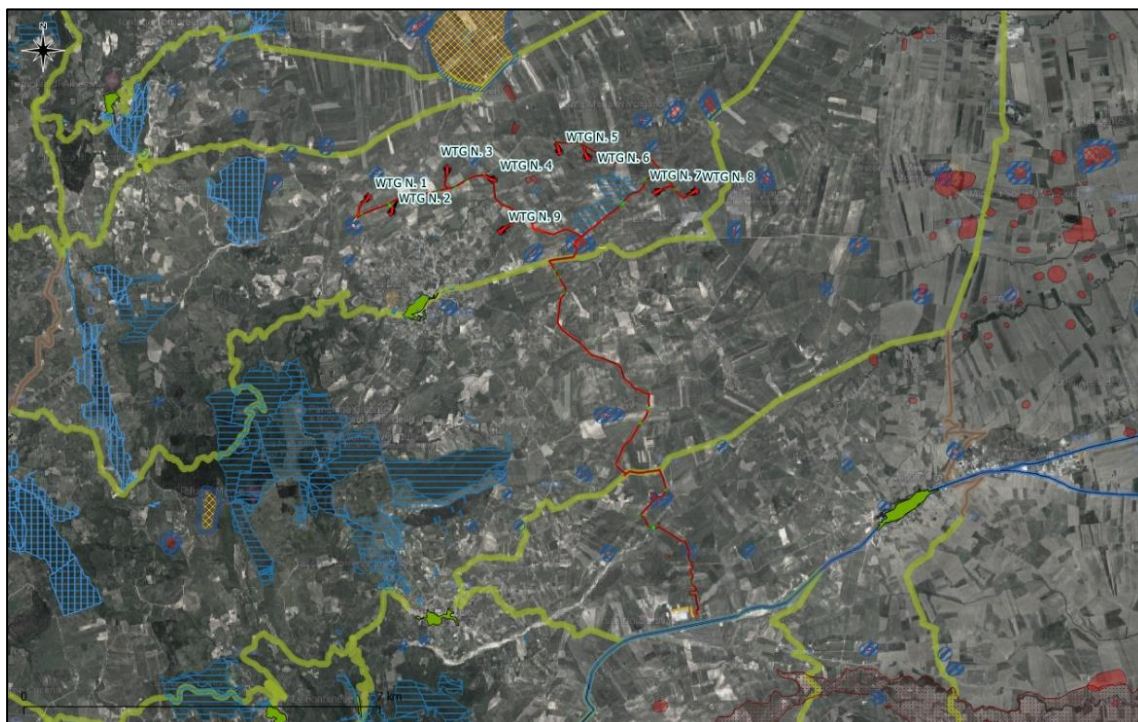 N
WTG N. 5
WTG N. 3
WTG N. 6
WTG N. 4
WTG N. 1
WTG N. 7
WTG N. 8
WTG N. 2
WTG N. 9
0
7 km